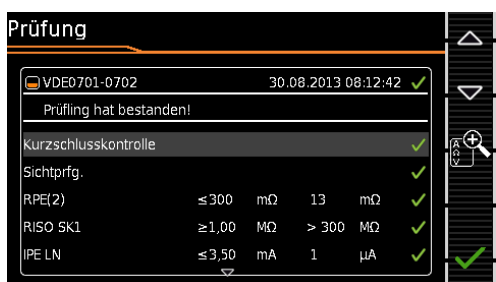 Prüfung
VDE0701-0702 30.08.2013 08:12:42
Prüfling hat bestanden!
Kurzschlusskontrolle
Sichtprfg.
RPE(2) ≤300 mΩ 13 mΩ
RISO SK1 ≥1,00 MΩ > 300 MΩ
IPE LN ≤3,50 mA 1 µA